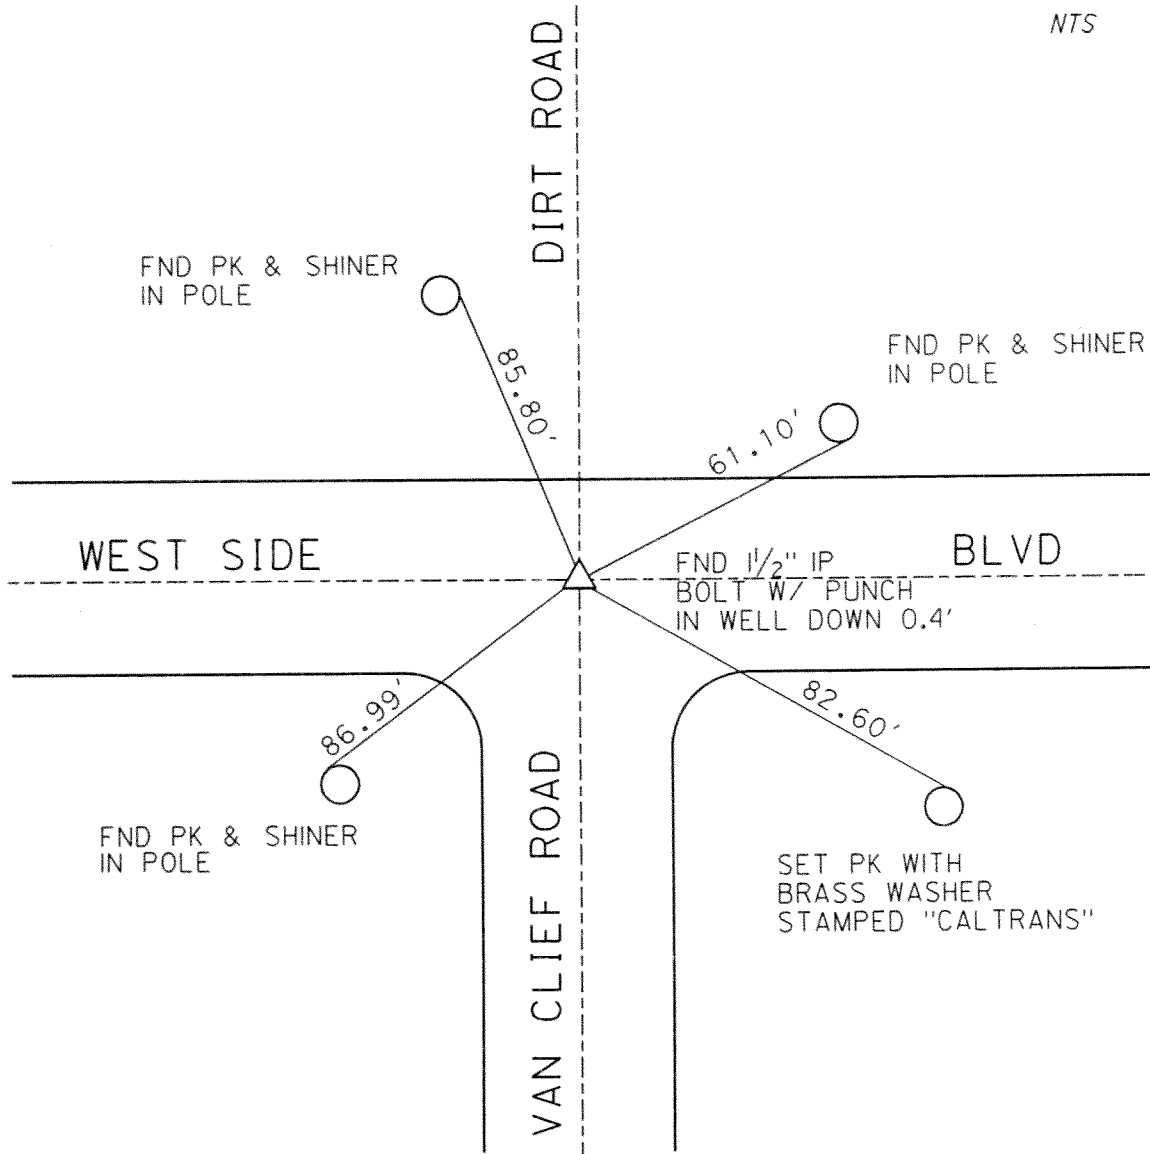 NTS
DIRT ROAD
FND PK & SHINER
IN POLE
FND PK & SHINER
IN POLE
85.80'
61.10'
WEST SIDE
BLVD
FND 1 1/2" IP
BOLT W/ PUNCH
IN WELL DOWN 0.4'
86.99'
82.60'
FND PK & SHINER
IN POLE
VAN CLIEF ROAD
SET PK WITH
BRASS WASHER
STAMPED "CALTRANS"